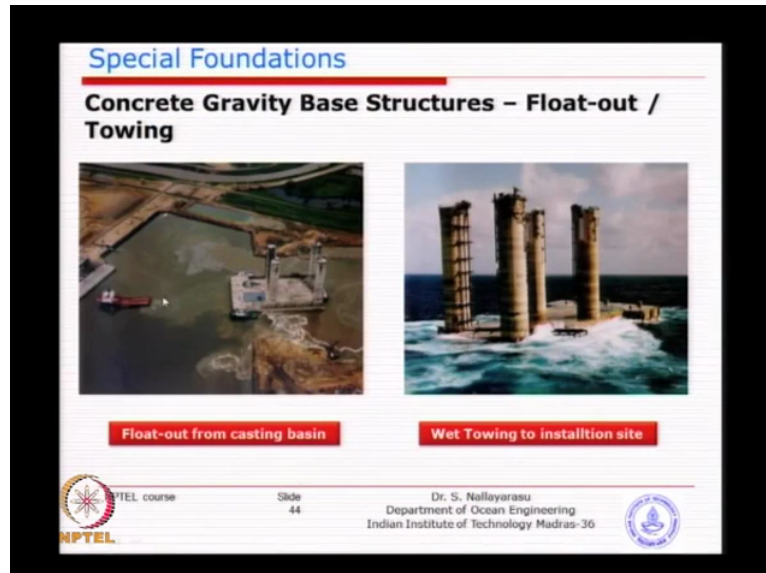 Special Foundations
Concrete Gravity Base Structures – Float-out /
Towing
Float-out from casting basin
Wet Towing to installtion site
PTEL course
Slide
44
Dr. S. Nallayarasu
Department of Ocean Engineering
Indian Institute of Technology Madras-36
NPTEL